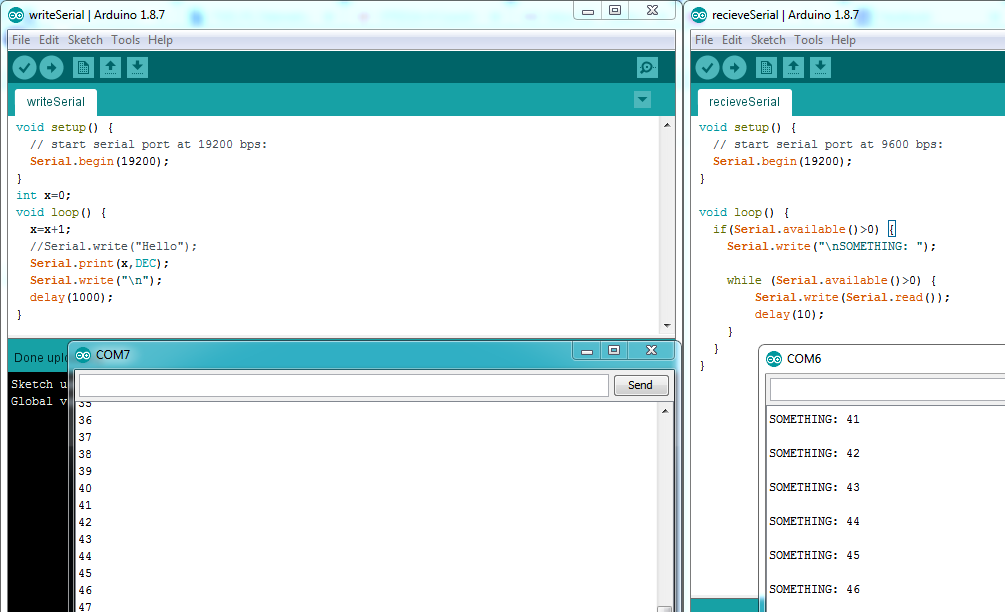 writeSerial | Arduino 1.8.7
File Edit Sketch Tools Help
writeSerial
void setup() {
// start serial port at 19200 bps:
Serial.begin(19200);
}
int x=0;
void loop() {
x=x+1;
//Serial.write("Hello");
Serial.print(x,DEC);
Serial.write("\n");
delay(1000);
}
Done uplo
Sketch u
Global v
COM7
Send
35
36
37
38
39
40
41
42
43
44
45
46
47
recieveSerial | Arduino 1.8.7
File Edit Sketch Tools Help
recieveSerial
void setup() {
// start serial port at 9600 bps:
Serial.begin(19200);
}
void loop() {
if(Serial.available()>0) {
Serial.write("\nSOMETHING: ");
while (Serial.available()>0) {
Serial.write(Serial.read());
delay(10);
}
}
}
COM6
SOMETHING: 41
SOMETHING: 42
SOMETHING: 43
SOMETHING: 44
SOMETHING: 45
SOMETHING: 46